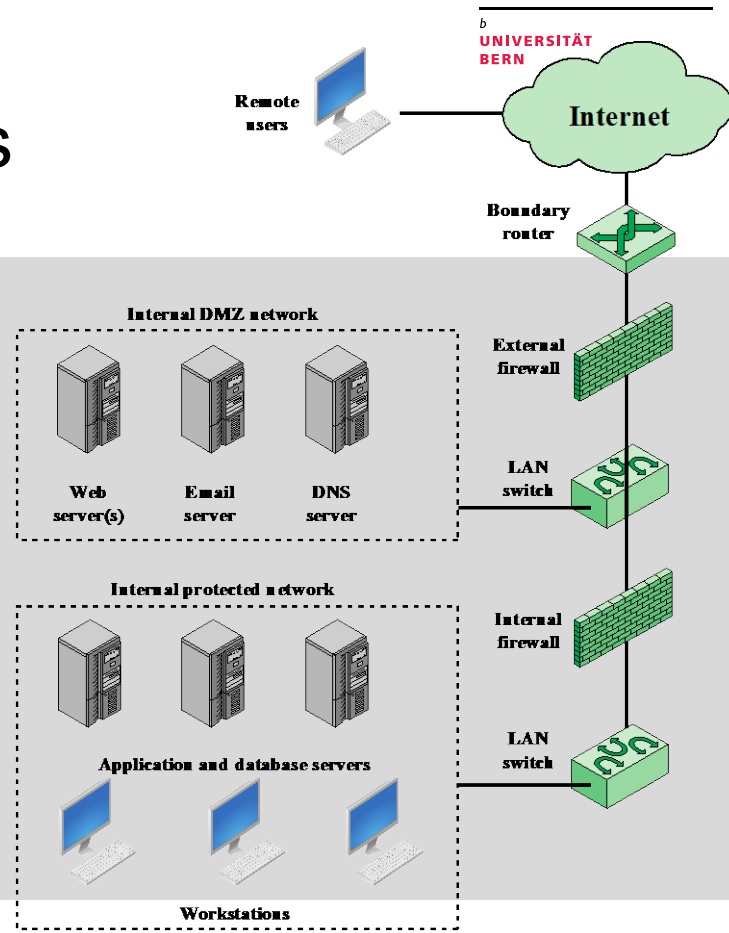 b
UNIVERSITÄT
BERN
s
Remote
users
Internet
Boundary
router
Internal DMZ network
External
firewall
Web
server(s)
Email
server
DNS
server
LAN
switch
Internal protected network
Internal
firewall
Application and database servers
LAN
switch
Workstations